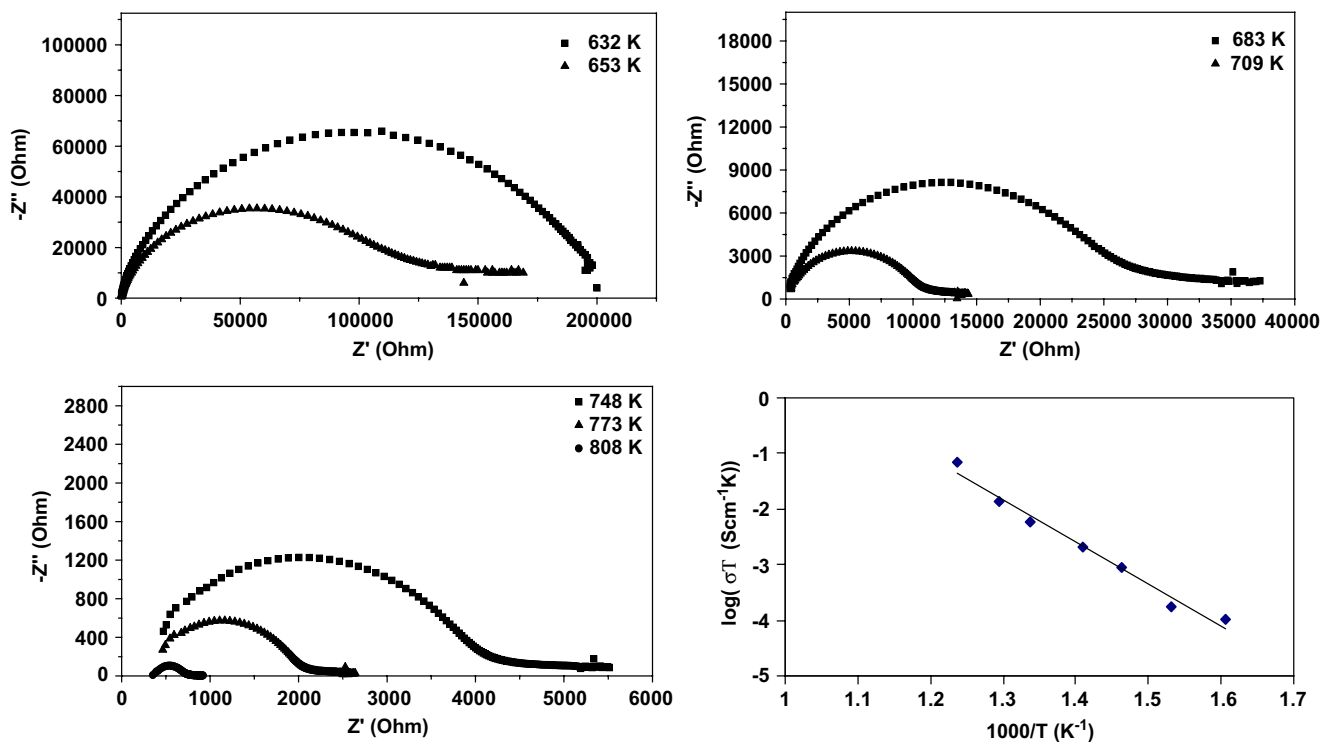 100000
80000
60000
40000
20000
0
-Z'' (Ohm)
632 K
653 K
0 50000 100000 150000 200000
Z' (Ohm)
18000
15000
12000
9000
6000
3000
0
-Z'' (Ohm)
683 K
709 K
0 5000 10000 15000 20000 25000 30000 35000 40000
Z' (Ohm)
2800
2400
2000
1600
1200
800
400
0
-Z'' (Ohm)
748 K
773 K
808 K
0 1000 2000 3000 4000 5000 6000
Z' (Ohm)
0
-1
-2
-3
-4
-5
log( σT (Scm⁻¹K))
1 1.1 1.2 1.3 1.4 1.5 1.6 1.7
1000/T (K⁻¹)